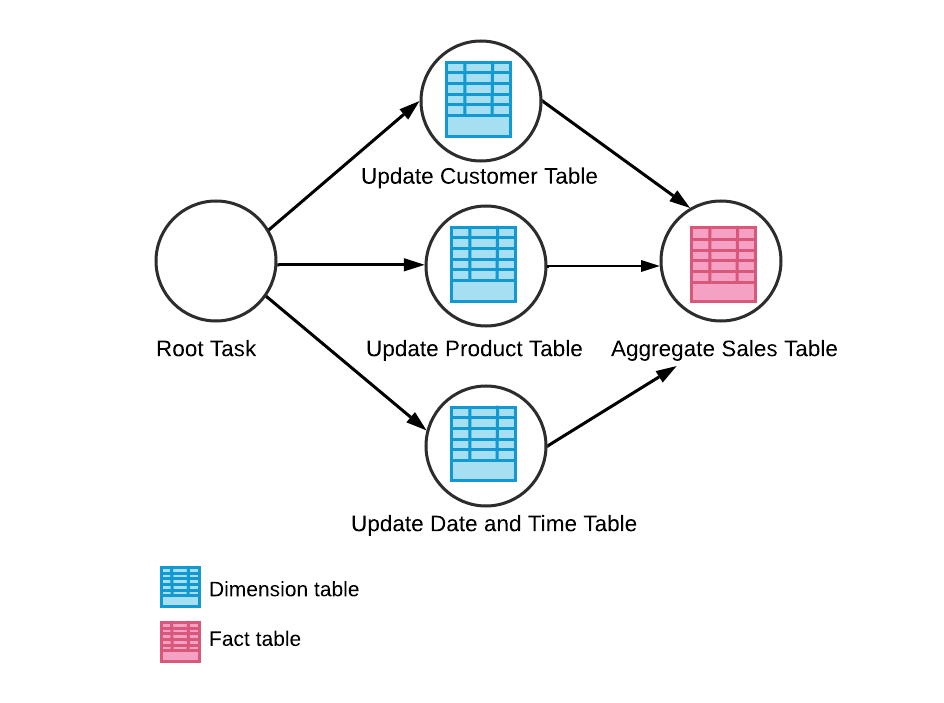 Update Customer Table
Root Task
Update Product Table
Aggregate Sales Table
Update Date and Time Table
Dimension table
Fact table